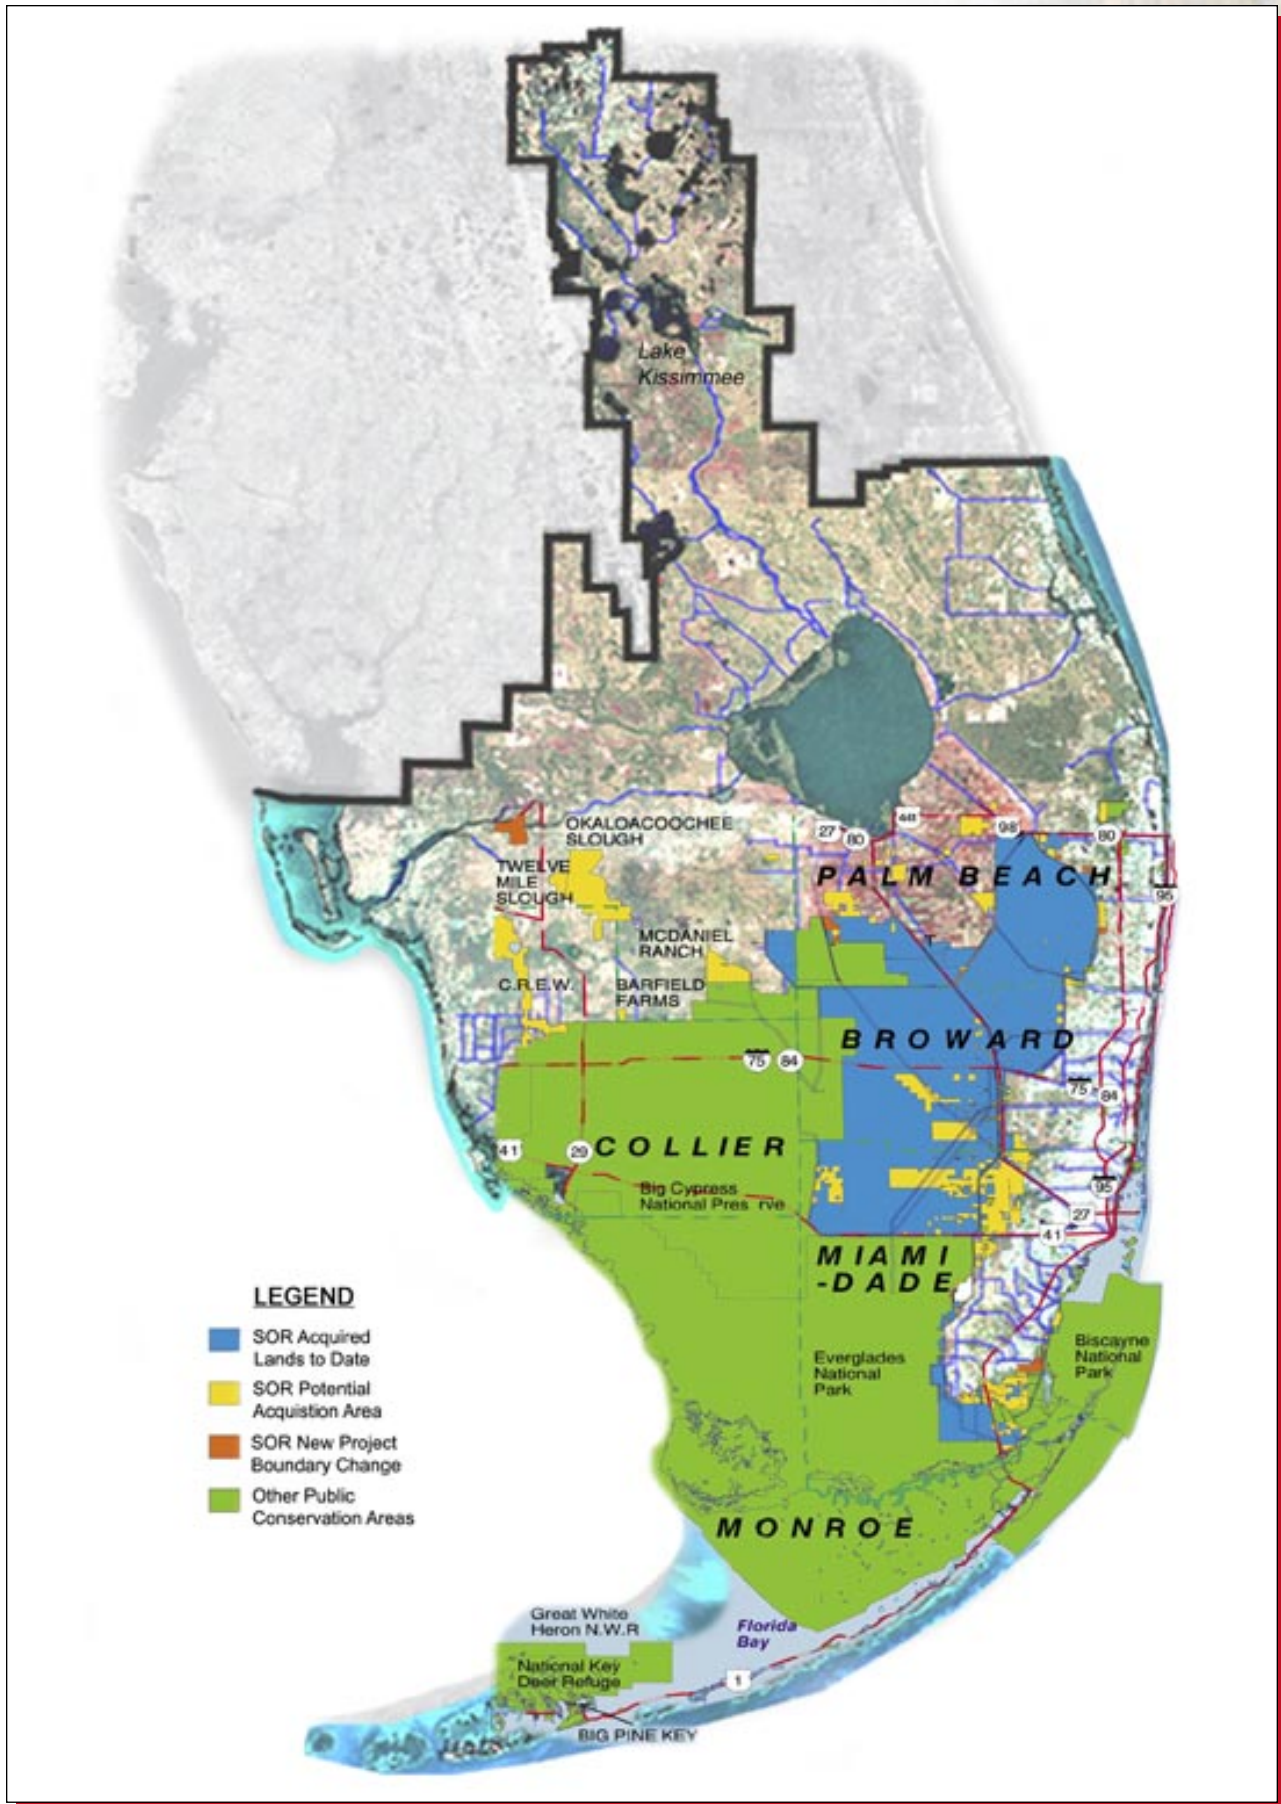 Lake
Kissimmee
OKALOACOOCHEE
SLOUGH
27
80
441
98
80
TWELVE
MILE
SLOUGH
PALM BEACH
95
MCDANIEL
RANCH
C.R.E.W.
BARFIELD
FARMS
BROWARD
75
84
75
84
41
29
COLLIER
95
Big Cypress
National Pres rve
27
41
MIAMI
-DADE
LEGEND
SOR Acquired
Lands to Date
SOR Potential
Acquistion Area
SOR New Project
Boundary Change
Other Public
Conservation Areas
Everglades
National
Park
Biscayne
National
Park
MONROE
Great White
Heron N.W.R
Florida
Bay
National Key
Deer Refuge
1
BIG PINE KEY